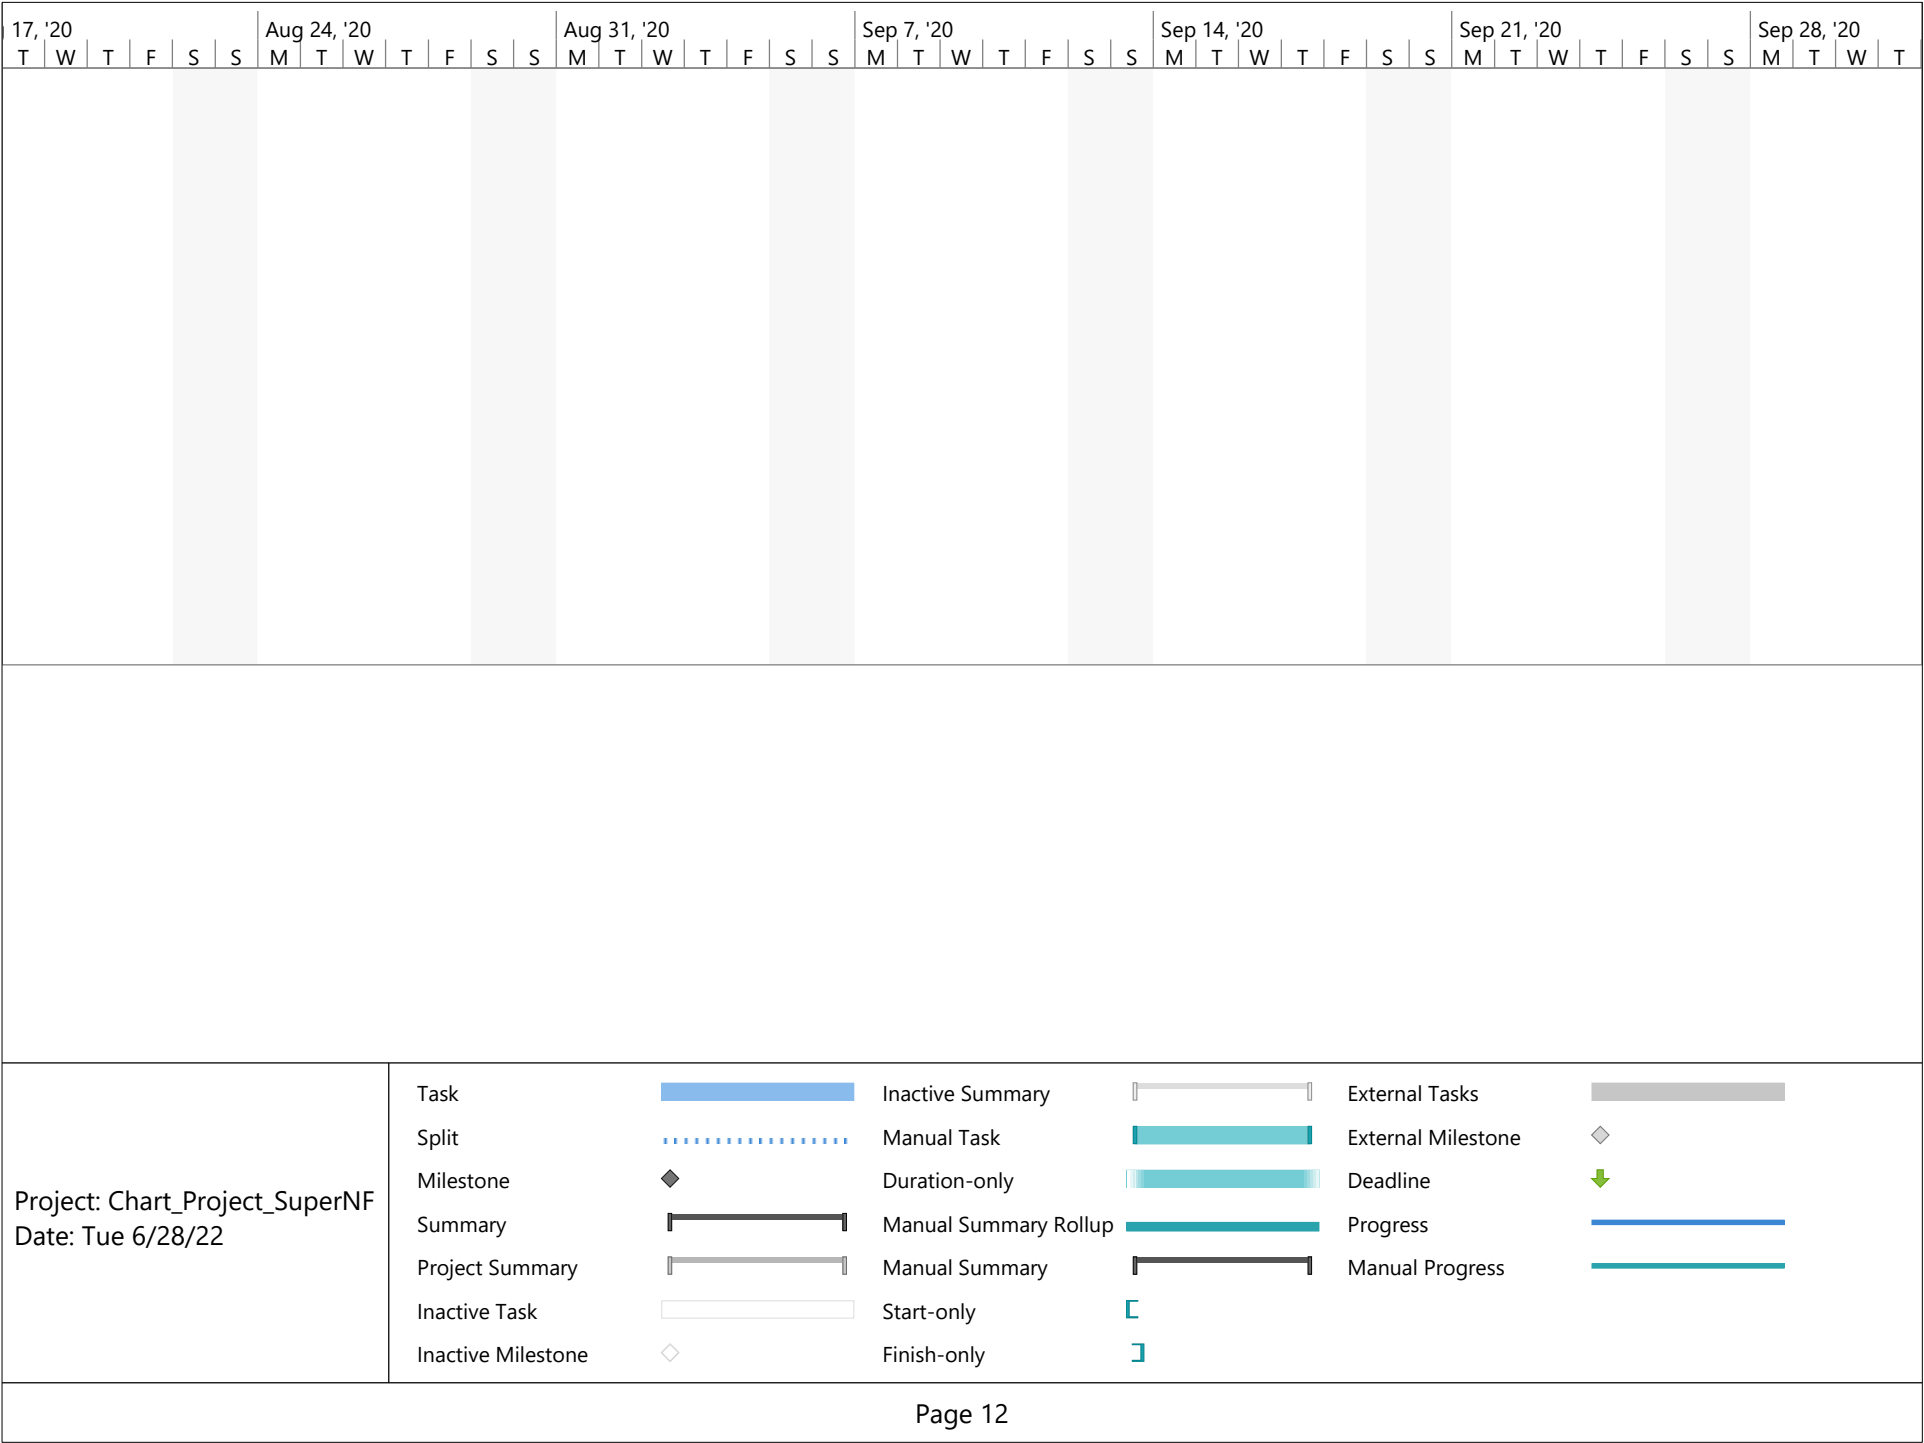 17, '20 Aug 24, '20 Aug 31, '20 Sep 7, '20 Sep 14, '20 Sep 21, '20 Sep 28, '20
T W T F S S M T W T F S S M T W T F S S M T W T F S S M T W T F S S M T W T F S S M T W T
Task Inactive Summary External Tasks
Split Manual Task External Milestone
Milestone Duration-only Deadline
Project: Chart_Project_SuperNF
Date: Tue 6/28/22
Summary Manual Summary Rollup Progress
Project Summary Manual Summary Manual Progress
Inactive Task Start-only
Inactive Milestone Finish-only
Page 12